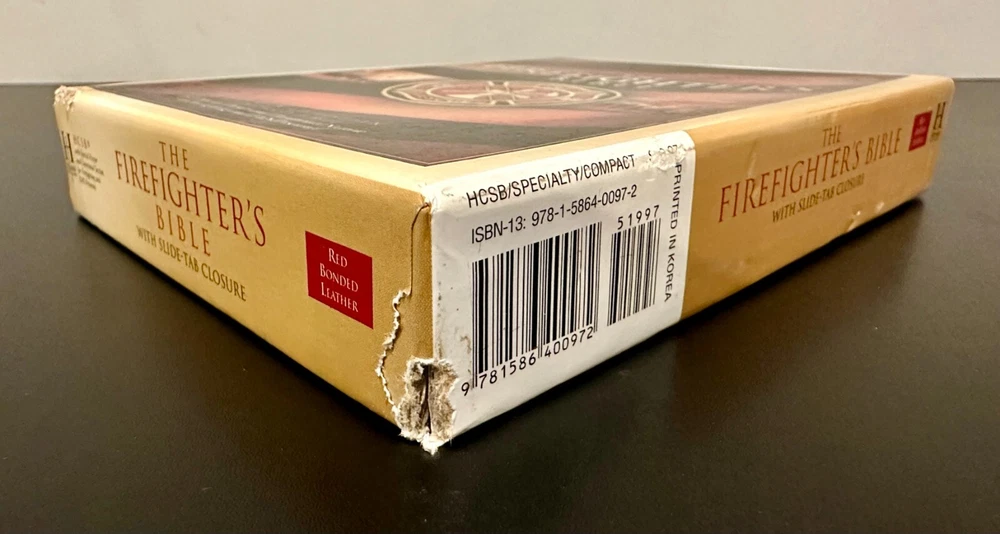 H
HCSB®
THE
FIREFIGHTER'S
BIBLE
WITH SLIDE-TAB CLOSURE
RED
BONDED
LEATHER
HCSB/SPECIALTY/COMPACT
ISBN-13: 978-1-5864-0097-2
51997
9 781586 400972
PRINTED IN KOREA
THE
FIREFIGHTER'S BIBLE
WITH SLIDE-TAB CLOSURE
H